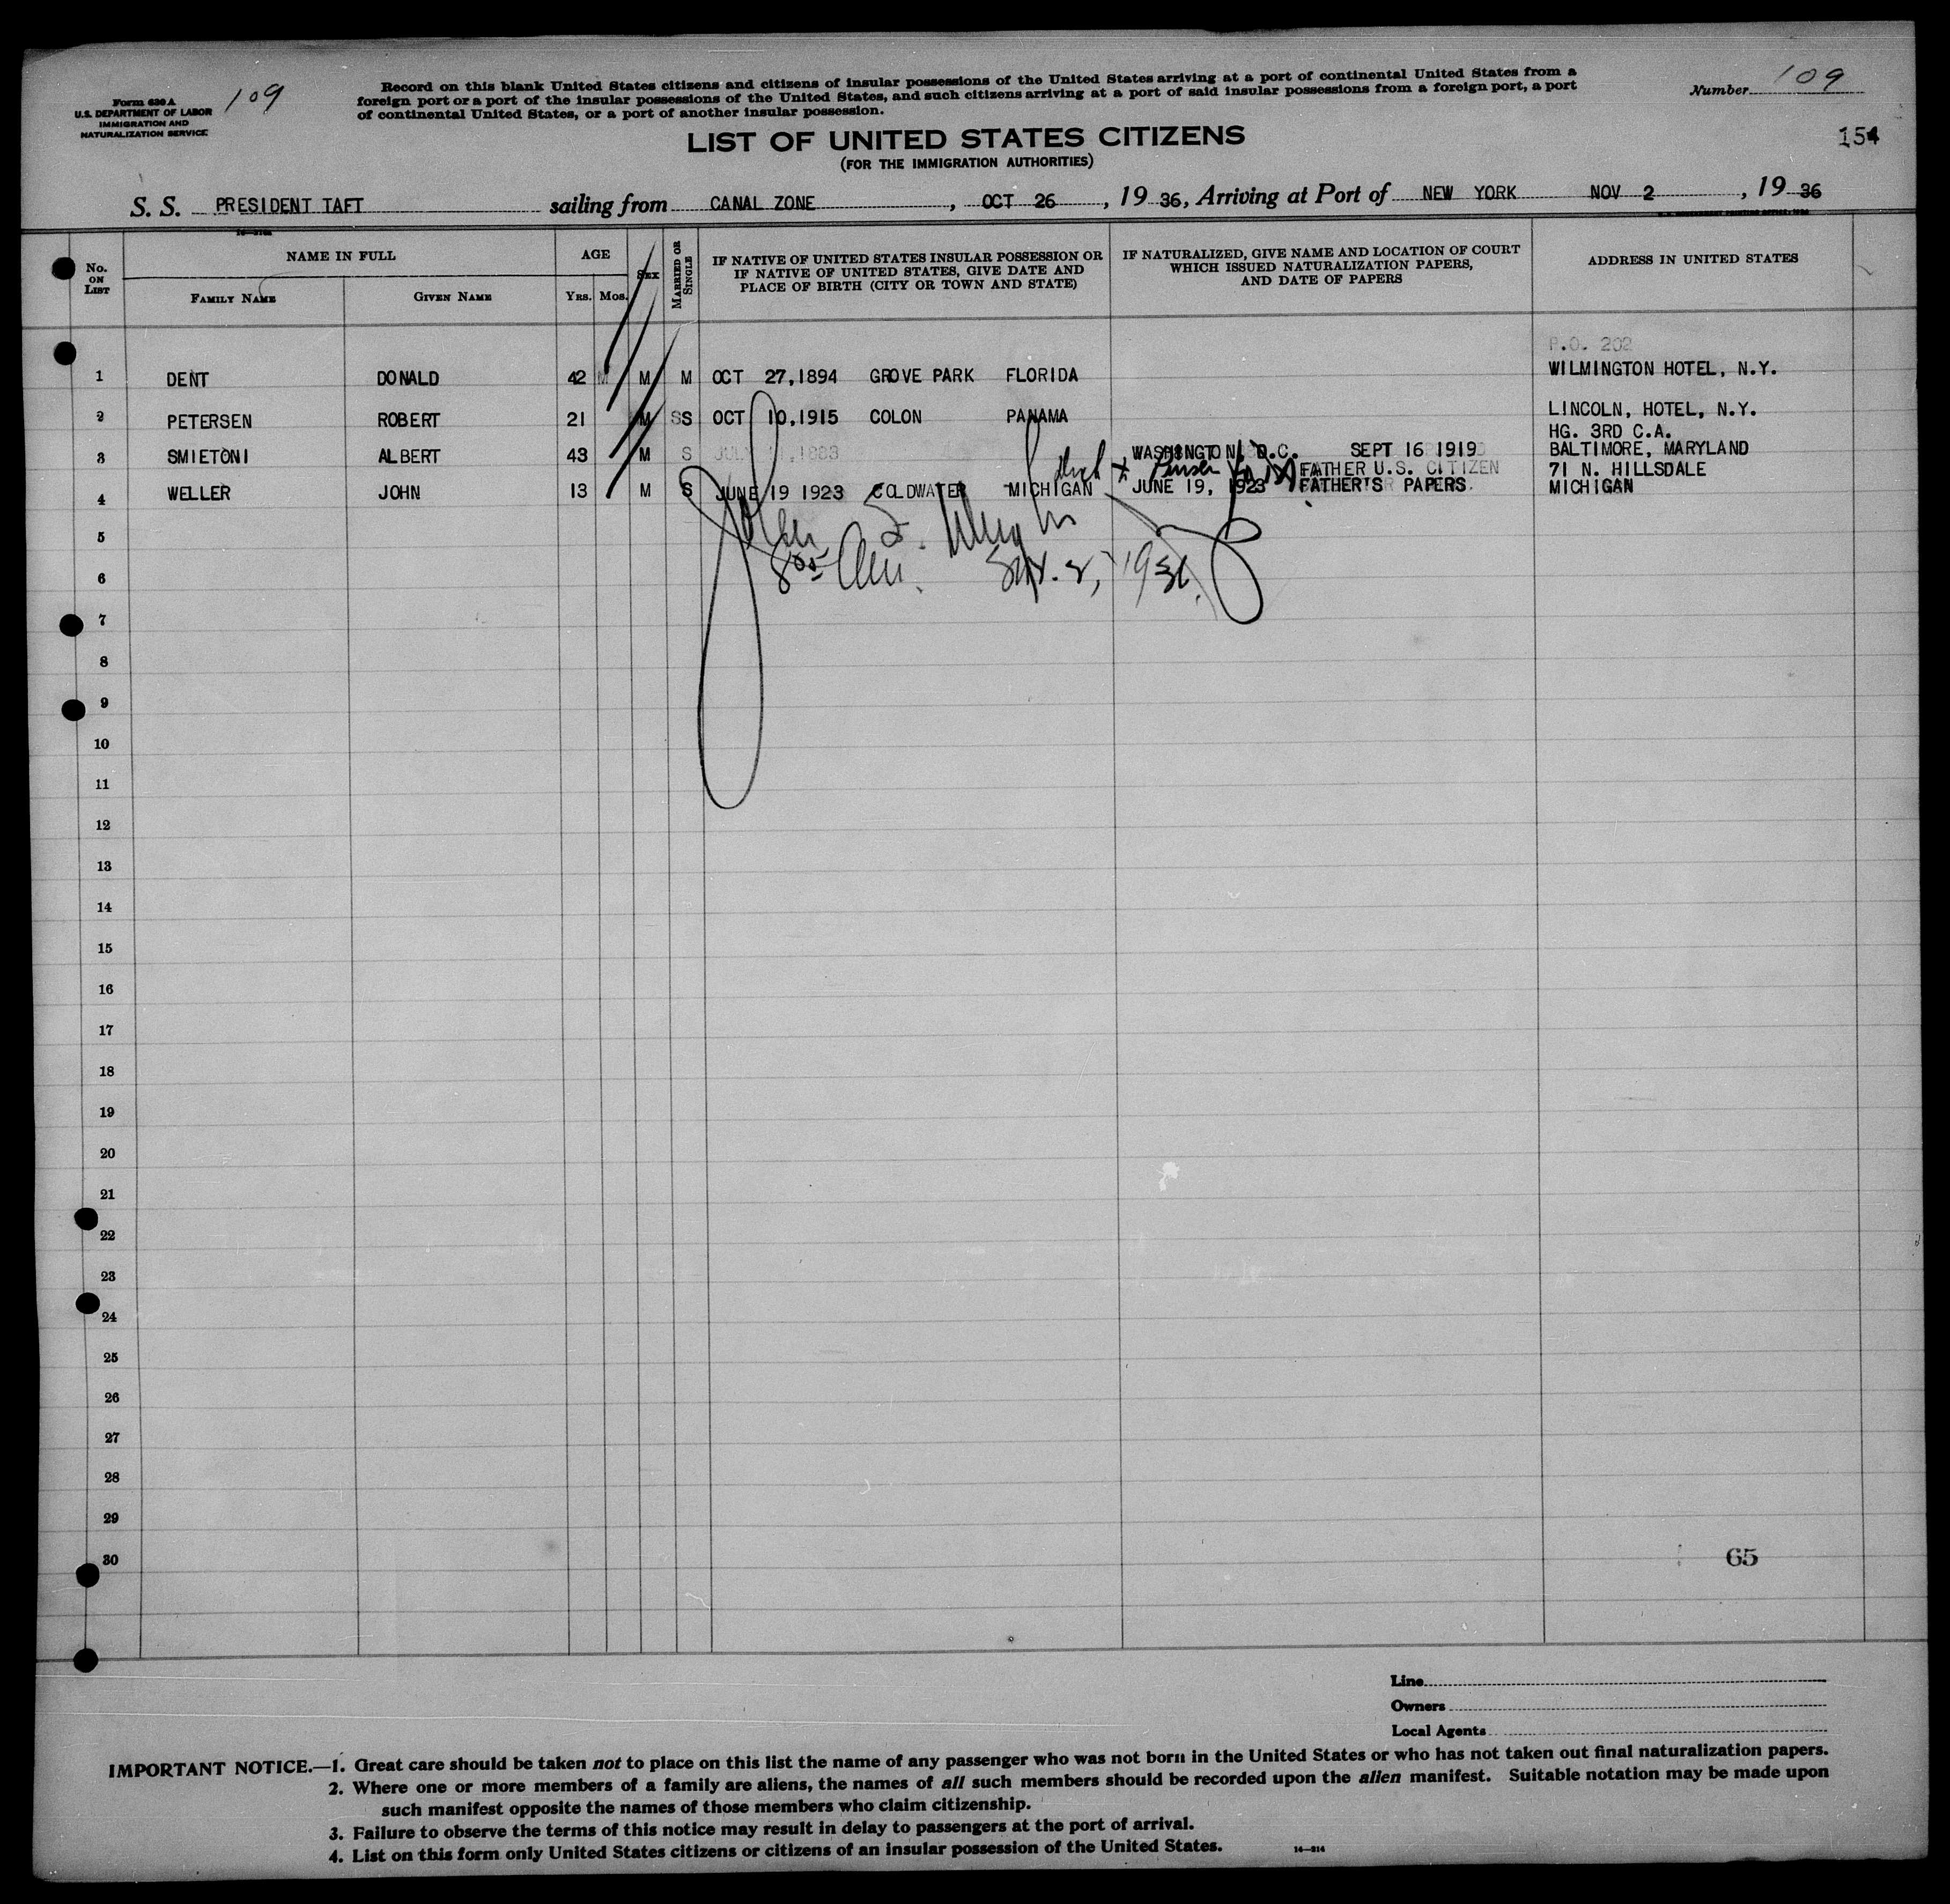 Form 630 A
U.S. DEPARTMENT OF LABOR
IMMIGRATION AND
NATURALIZATION SERVICE
109
Record on this blank United States citizens and citizens of insular possessions of the United States arriving at a port of continental United States from a
foreign port or a port of the insular possessions of the United States, and such citizens arriving at a port of said insular possessions from a foreign port, a port
of continental United States, or a port of another insular possession.
Number 109
154
LIST OF UNITED STATES CITIZENS
(FOR THE IMMIGRATION AUTHORITIES)
S. S. PRESIDENT TAFT sailing from CANAL ZONE, OCT 26, 19 36, Arriving at Port of NEW YORK NOV 2, 19 36
No. ON LIST
NAME IN FULL
FAMILY NAME
GIVEN NAME
AGE
YRS. MOS.
SEX
MARRIED OR SINGLE
IF NATIVE OF UNITED STATES INSULAR POSSESSION OR
IF NATIVE OF UNITED STATES, GIVE DATE AND
PLACE OF BIRTH (CITY OR TOWN AND STATE)
IF NATURALIZED, GIVE NAME AND LOCATION OF COURT
WHICH ISSUED NATURALIZATION PAPERS,
AND DATE OF PAPERS
ADDRESS IN UNITED STATES
P.O. 202
1 DENT DONALD 42 M M OCT 27,1894 GROVE PARK FLORIDA WILMINGTON HOTEL, N.Y.
2 PETERSEN ROBERT 21 M S OCT 10,1915 COLON PANAMA LINCOLN, HOTEL, N.Y.
HG. 3RD C.A.
3 SMIETONI ALBERT 43 M S WASHINGTON D.C. SEPT 16 1919 BALTIMORE, MARYLAND
FATHER U.S. CITIZEN 71 N. HILLSDALE
4 WELLER JOHN 13 M S JUNE 19 1923 COLDWATER MICHIGAN JUNE 19, 1923 FATHER'S PAPERS MICHIGAN
5
6
7
8
9
10
11
12
13
14
15
16
17
18
19
20
21
22
23
24
25
26
27
28
29
30
65
Line
Owners
Local Agents
IMPORTANT NOTICE.—1. Great care should be taken not to place on this list the name of any passenger who was not born in the United States or who has not taken out final naturalization papers.
2. Where one or more members of a family are aliens, the names of all such members should be recorded upon the alien manifest. Suitable notation may be made upon
such manifest opposite the names of those members who claim citizenship.
3. Failure to observe the terms of this notice may result in delay to passengers at the port of arrival.
4. List on this form only United States citizens or citizens of an insular possession of the United States.
14—214